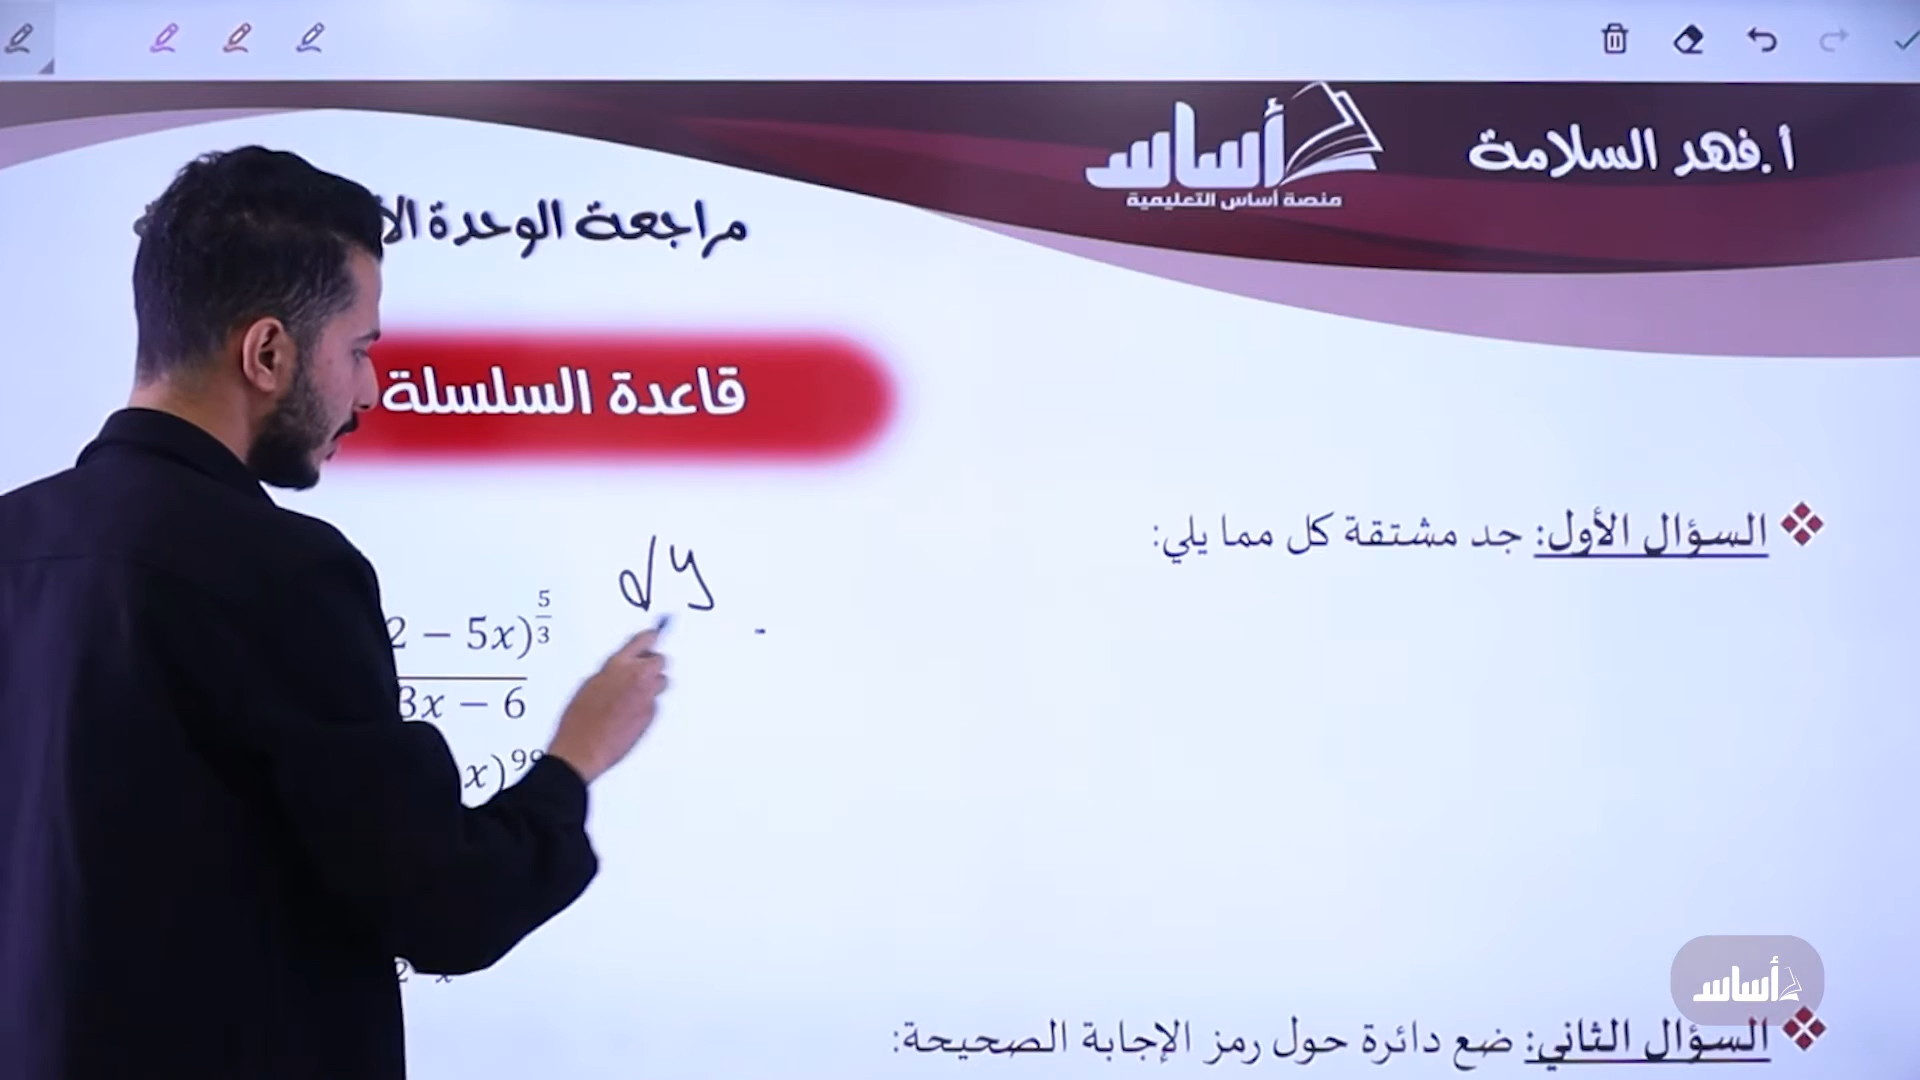 أ.فهد السلامة
أساس
منصة أساس التعليمية
مراجعة الوحدة
قاعدة السلسلة
السؤال الأول: جد مشتقة كل مما يلي:
dy
2 − 5x)^{5/3}
3x − 6
x)^{99
السؤال الثاني: ضع دائرة حول رمز الإجابة الصحيحة:
أساس